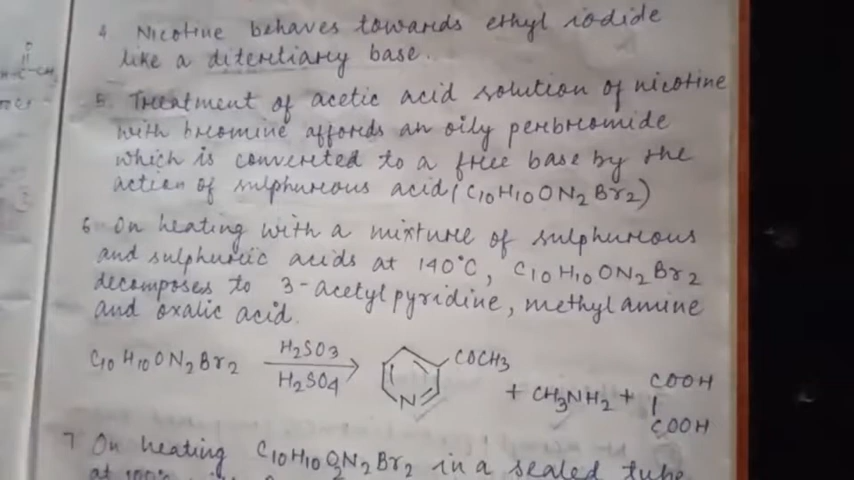 4. Nicotine behaves towards ethyl iodide
like a ditertiary base.
5. Treatment of acetic acid solution of nicotine
with bromine affords an oily perbromide
which is converted to a free base by the
action of sulphurous acid (C10H10ON2Br2)
6 On heating with a mixture of sulphurous
and sulphuric acids at 140°C, C10H10ON2Br2
decomposes to 3-acetyl pyridine, methyl amine
and oxalic acid.
C10H10ON2Br2 H2SO3 H2SO4 COCH3 N + CH3NH2 + COOH COOH
7 On heating C10H10ON2Br2 in a sealed tube
at 100°